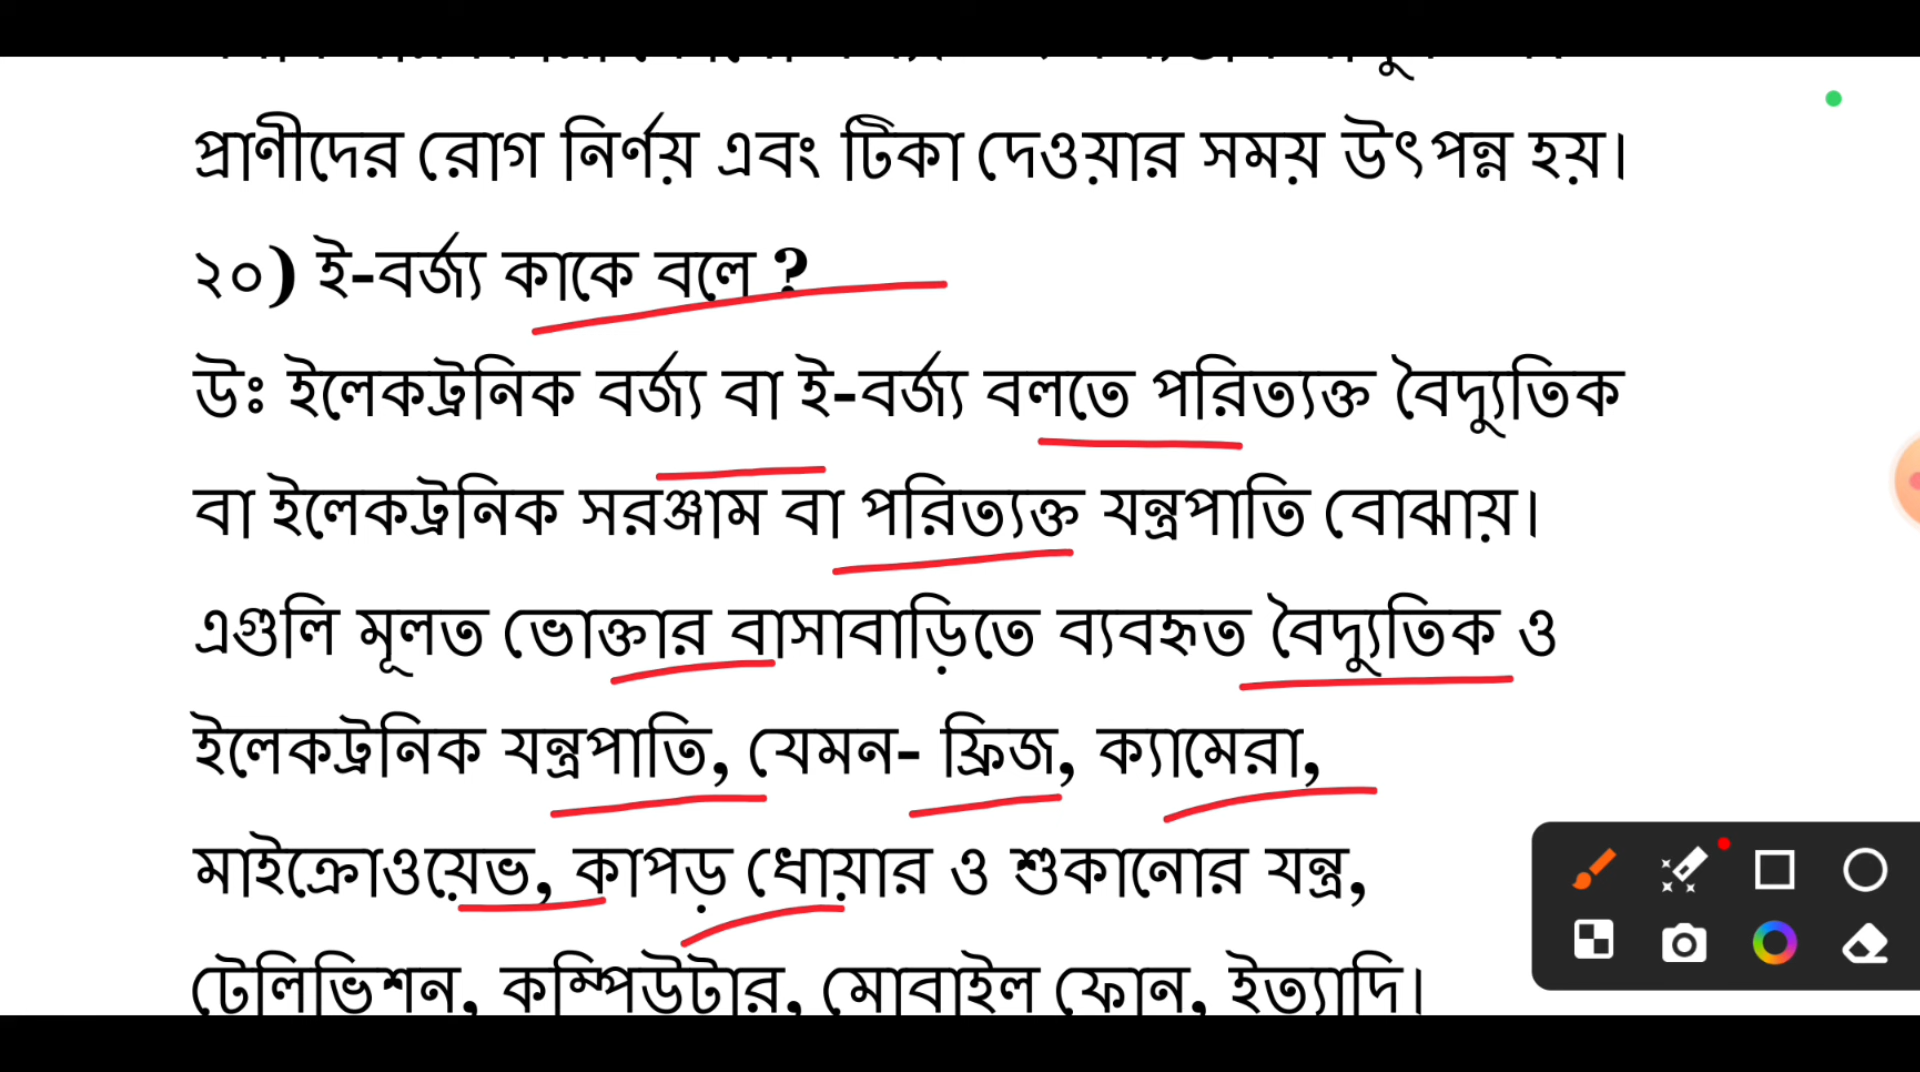 প্রাণীদের রোগ নির্ণয় এবং টিকা দেওয়ার সময় উৎপন্ন হয়।
২০) ই-বর্জ্য কাকে বলে ?
উঃ ইলেকট্রনিক বর্জ্য বা ই-বর্জ্য বলতে পরিত্যক্ত বৈদ্যুতিক
বা ইলেকট্রনিক সরঞ্জাম বা পরিত্যক্ত যন্ত্রপাতি বোঝায়।
এগুলি মূলত ভোক্তার বাসাবাড়িতে ব্যবহৃত বৈদ্যুতিক ও
ইলেকট্রনিক যন্ত্রপাতি, যেমন- ফ্রিজ, ক্যামেরা,
মাইক্রোওয়েভ, কাপড় ধোয়ার ও শুকানোর যন্ত্র,
টেলিভিশন, কম্পিউটার, মোবাইল ফোন, ইত্যাদি।